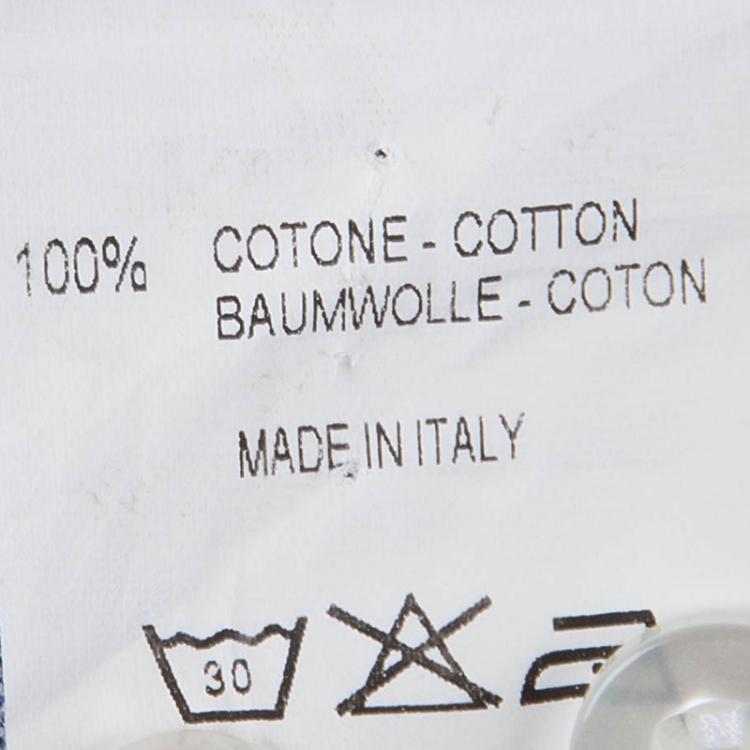 100% COTONE - COTTON
BAUMWOLLE - COTON
MADE IN ITALY
30